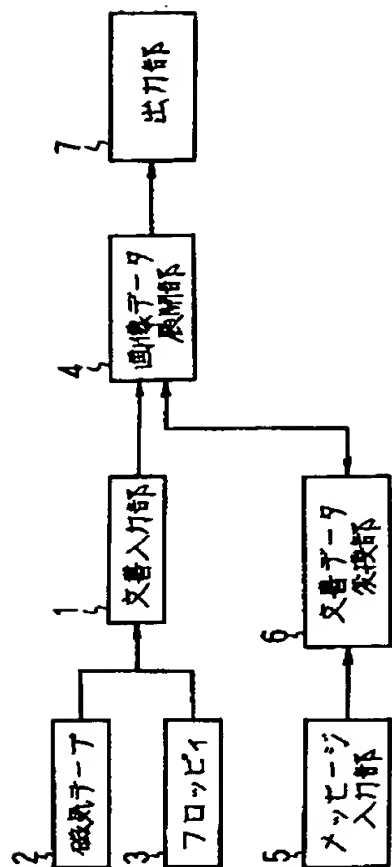 2
磁気テープ
3
フロッピィ
1
文書入力部
5
メッセージ
入力部
6
文書データ
変換部
4
画像データ
展開部
7
出力部